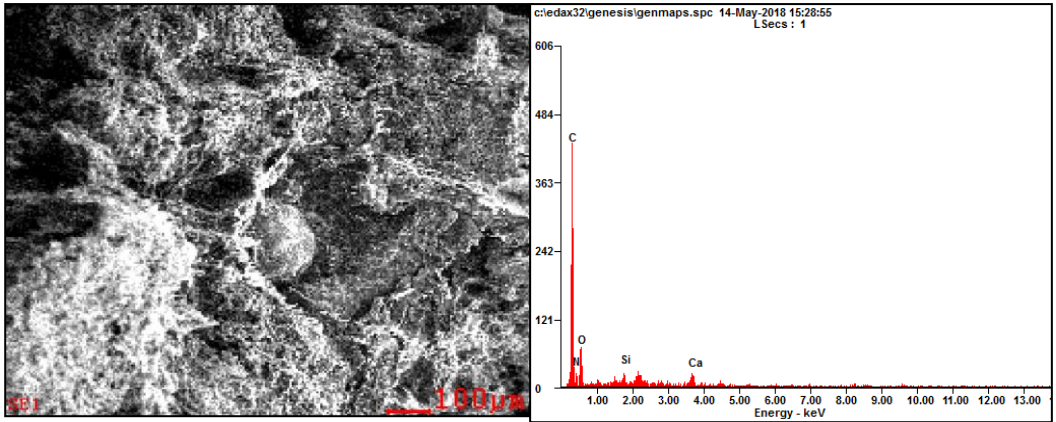 SE1
100µm
c:\edax32\genesis\genmaps.spc 14-May-2018 15:28:55
LSecs : 1
606
484
363
242
121
0
C
N
O
Si
Ca
1.00 2.00 3.00 4.00 5.00 6.00 7.00 8.00 9.00 10.00 11.00 12.00 13.00
Energy - keV